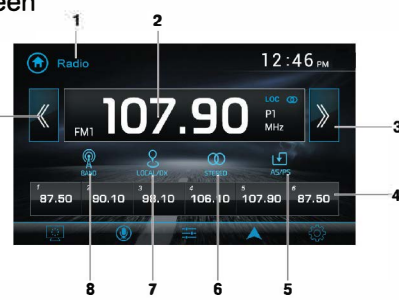 een
1 2
Radio 12:46 PM
FM1 107.90 LOC P1 MHz
3
BAND LOCAL/DX STEREO AS/PS
1 87.50 2 90.10 3 98.10 4 106.10 5 107.90 6 87.50
4
8 7 6 5